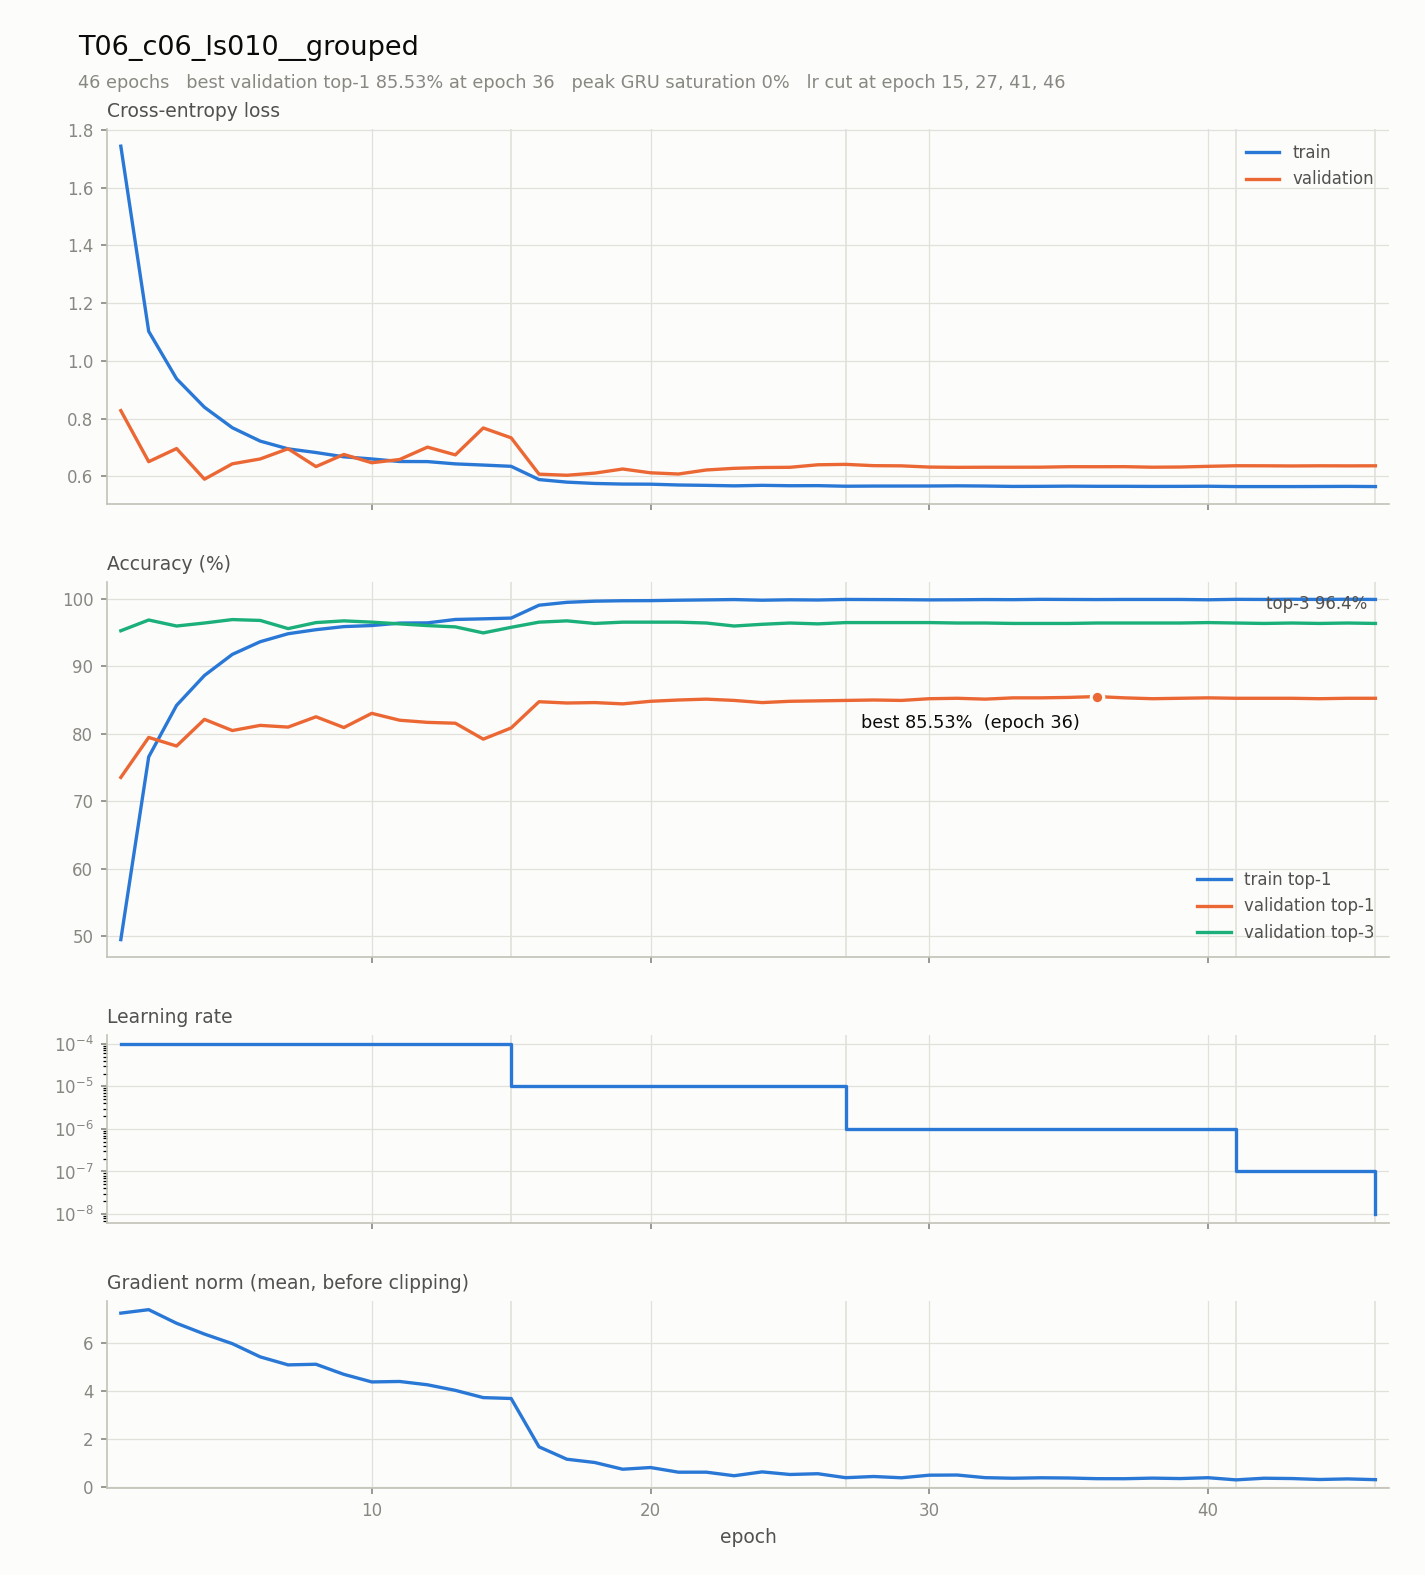 T06_c06_ls010__grouped
46 epochs   best validation top-1 85.53% at epoch 36   peak GRU saturation 0%   lr cut at epoch 15, 27, 41, 46
Cross-entropy loss
1.8
1.6
1.4
1.2
1.0
0.8
0.6
train
validation
Accuracy (%)
100
90
80
70
60
50
top-3 96.4%
best 85.53%  (epoch 36)
train top-1
validation top-1
validation top-3
Learning rate
10⁻⁴
10⁻⁵
10⁻⁶
10⁻⁷
10⁻⁸
Gradient norm (mean, before clipping)
6
4
2
0
10 20 30 40
epoch